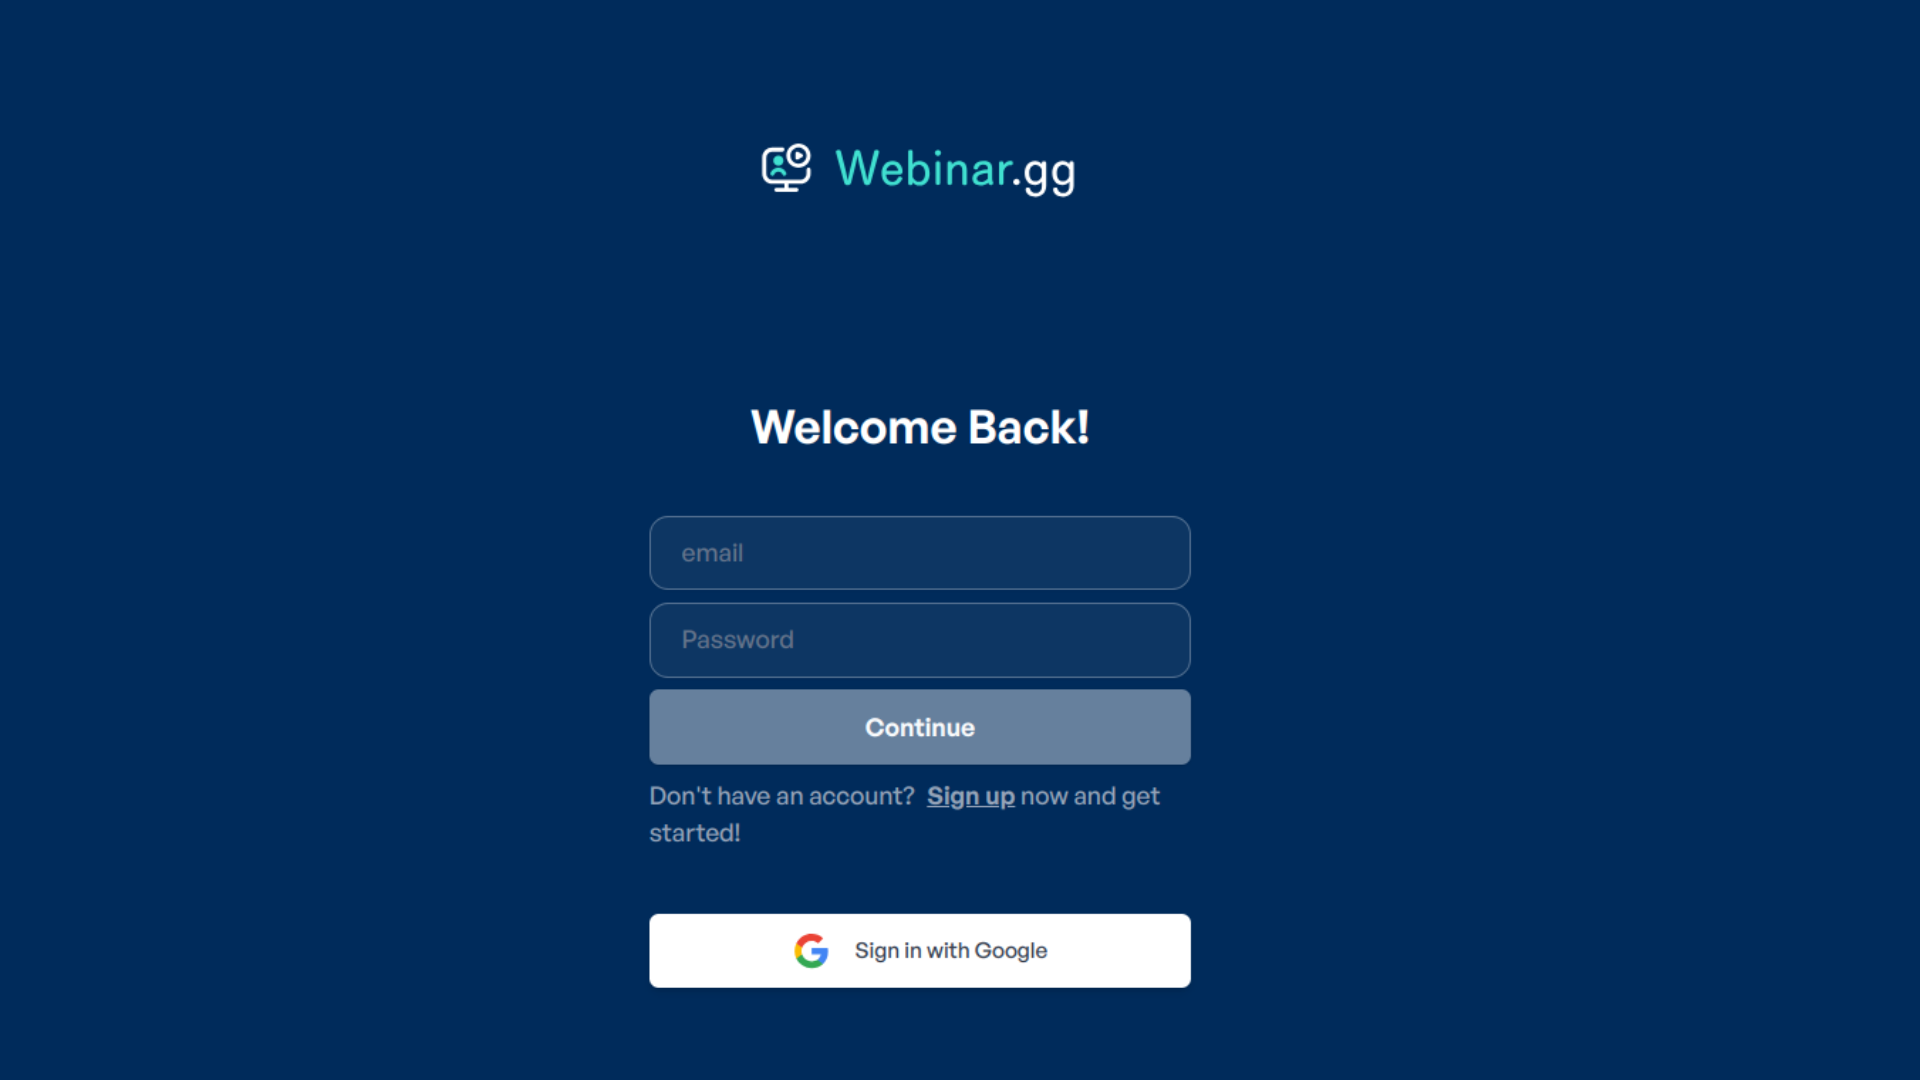 Webinar.gg
Welcome Back!
email
Password
Continue
Don't have an account? Sign up now and get
started!
Sign in with Google